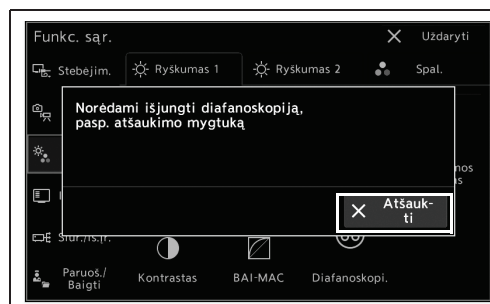 Funkc. sąr.
Uždaryti
Stebėjim.
Ryškumas 1
Ryškumas 2
Spal.
Norėdami išjungti diafanoskopiją,
pasp. atšaukimo mygtuką
Atšauk-
ti
Paruoš./
Baigti
Kontrastas
BAI-MAC
Diafanoskopi.